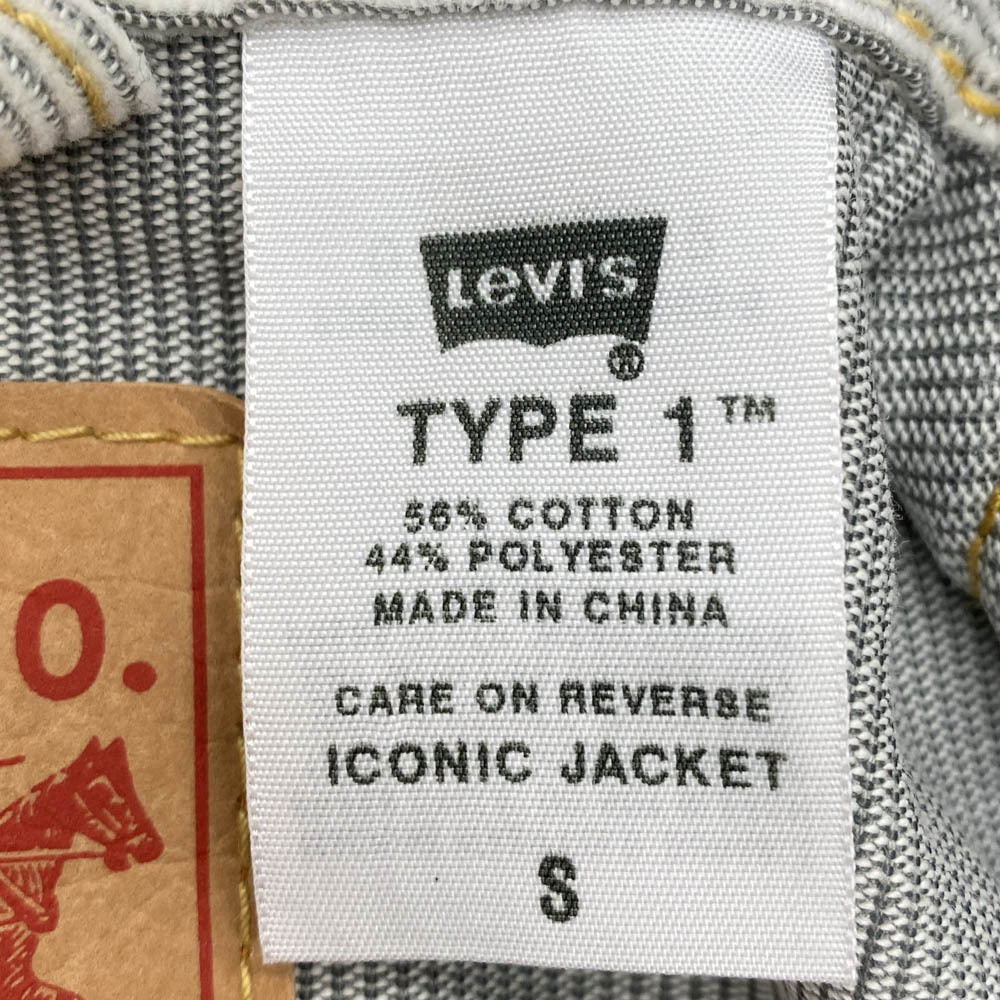 Levi's
®
TYPE 1™
56% COTTON
44% POLYESTER
MADE IN CHINA
CARE ON REVERSE
ICONIC JACKET
S
O.